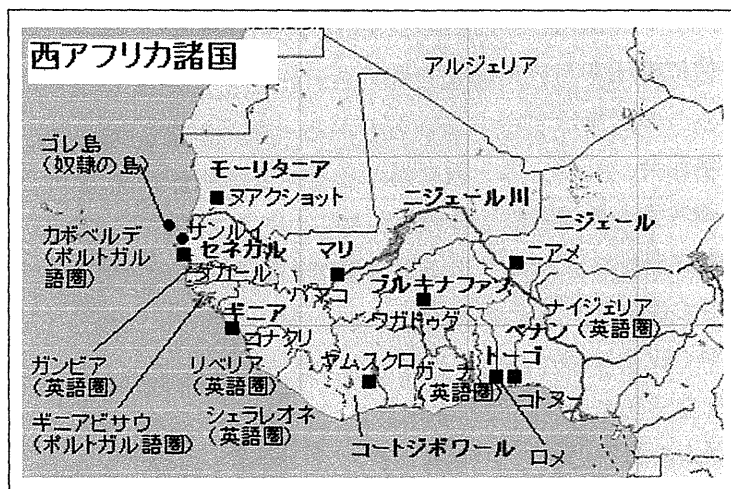 西アフリカ諸国
アルジェリア
ゴレ島
(奴隷の島)
モーリタニア
ヌアクショット
ニジェール川
ニジェール
サンルイ
カボベルデ
(ポルトガル
語圏)
セネガル
マリ
ニアメ
ダカール
バマコ
ブルキナファソ
ナイジェリア
(英語圏)
ギニア
ワガドゥグ
ベナン
コナクリ
ガンビア
(英語圏)
リベリア
(英語圏)
ヤムスクロ
ガーナ
(英語圏)
トーゴ
コトヌー
ギニアビサウ
(ポルトガル語圏)
シェラレオネ
(英語圏)
コートジボワール
ロメ